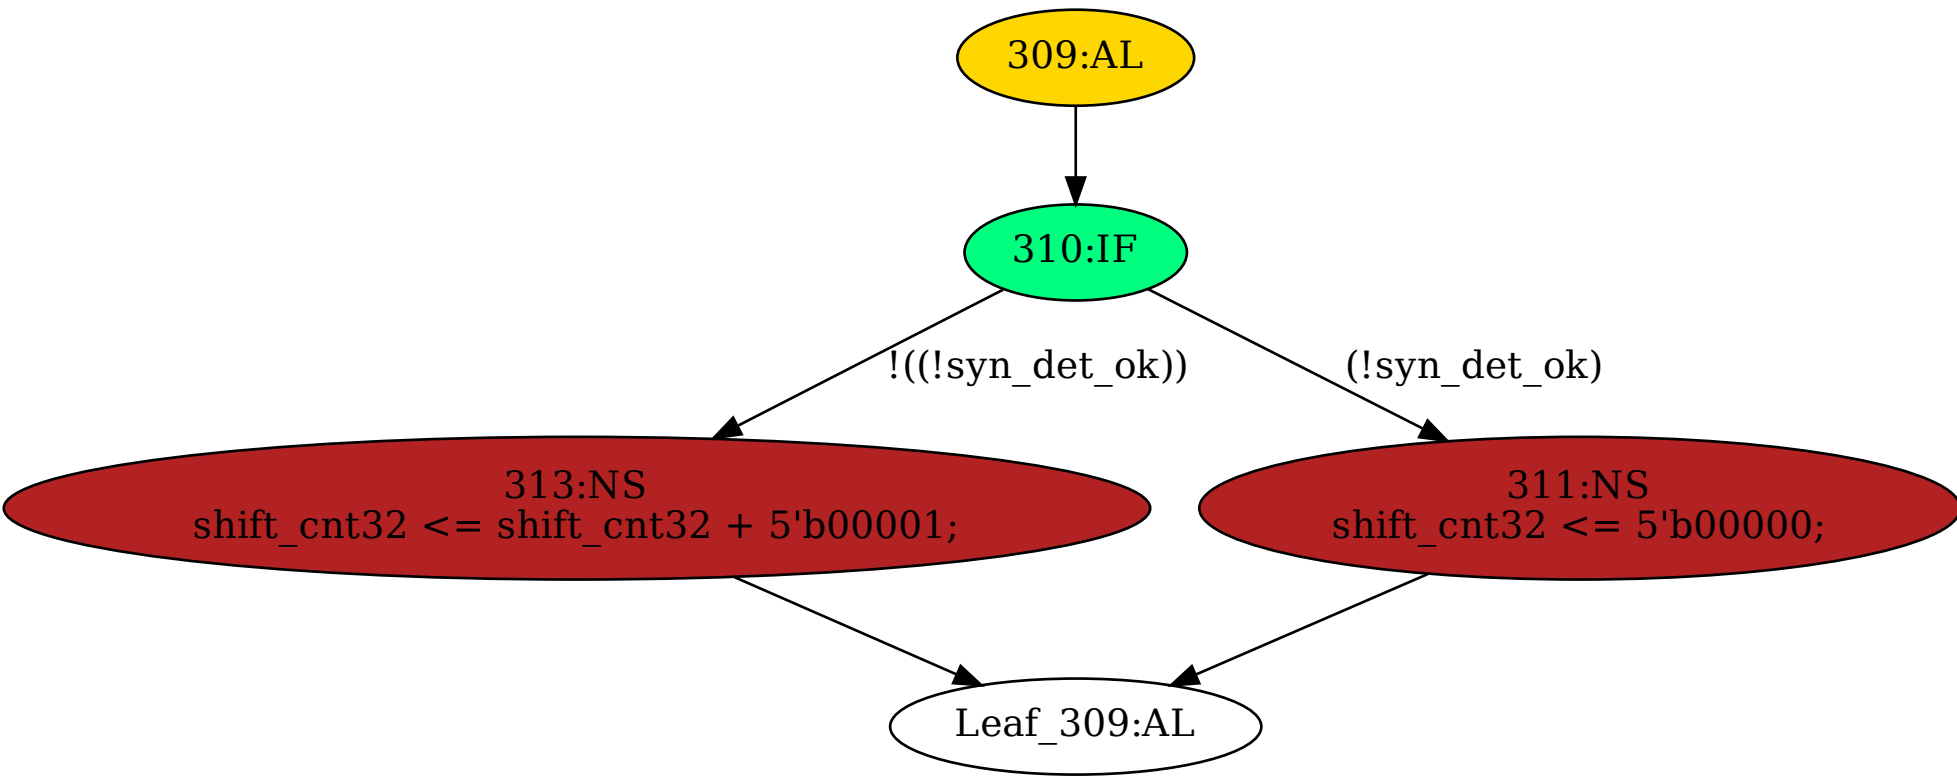 309:AL
310:IF
!((!syn_det_ok))
(!syn_det_ok)
313:NS
shift_cnt32 <= shift_cnt32 + 5'b00001;
311:NS
shift_cnt32 <= 5'b00000;
Leaf_309:AL